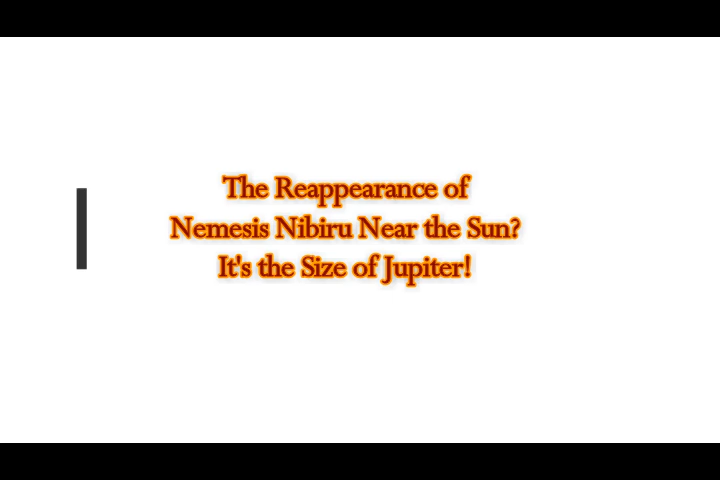 The Reappearance of
Nemesis Nibiru Near the Sun?
It's the Size of Jupiter!